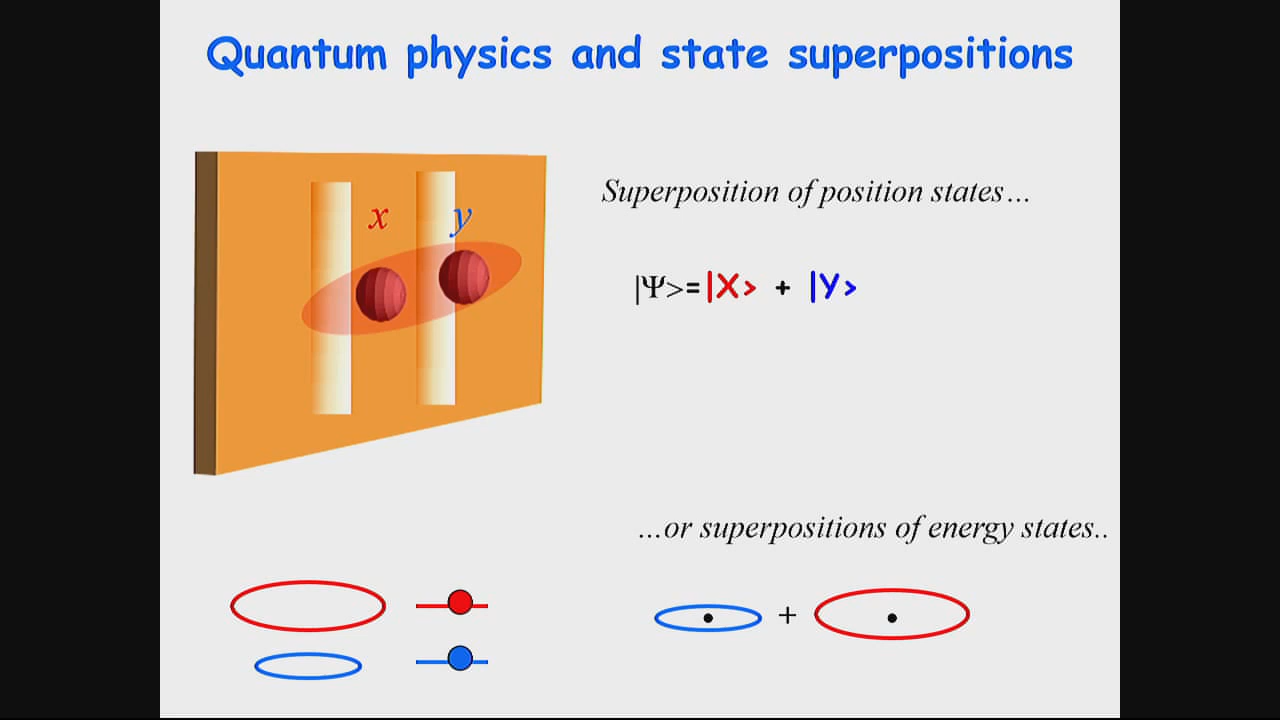 Quantum physics and state superpositions
x
y
Superposition of position states…
|Ψ>=|X> + |Y>
…or superpositions of energy states..
+